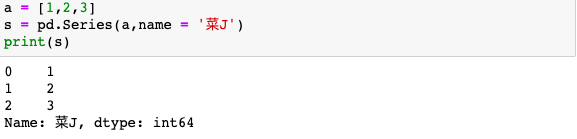 a = [1,2,3]
s = pd.Series(a,name = '菜J')
print(s)
0    1
1    2
2    3
Name: 菜J, dtype: int64